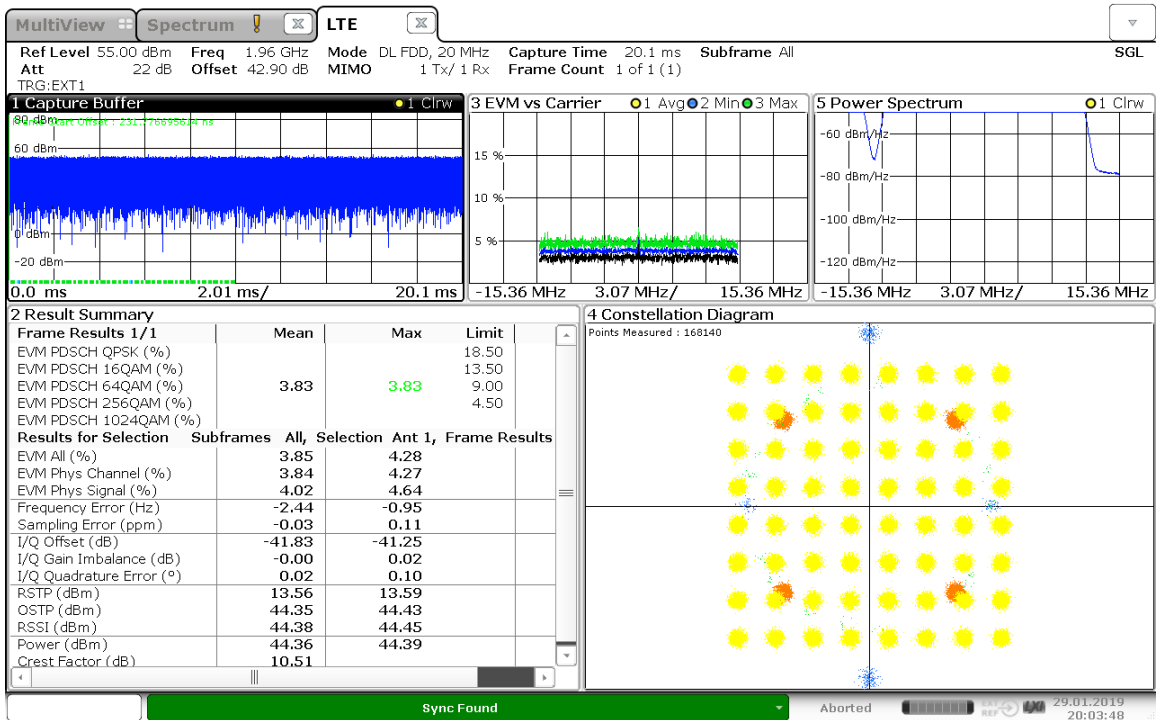 MultiView Spectrum LTE
Ref Level 55.00 dBm Freq 1.96 GHz Mode DL FDD, 20 MHz Capture Time 20.1 ms Subframe All SGL
Att 22 dB Offset 42.90 dB MIMO 1 Tx/ 1 Rx Frame Count 1 of 1 (1)
TRG:EXT1
1 Capture Buffer 1 Clrw
80 dBm
Frame Start Offset : 231.276695614 ns
60 dBm
0 dBm
-20 dBm
0.0 ms 2.01 ms/ 20.1 ms
3 EVM vs Carrier 1 Avg 2 Min 3 Max
15 %
10 %
5 %
-15.36 MHz 3.07 MHz/ 15.36 MHz
5 Power Spectrum 1 Clrw
-60 dBm/Hz
-80 dBm/Hz
-100 dBm/Hz
-120 dBm/Hz
-15.36 MHz 3.07 MHz/ 15.36 MHz
2 Result Summary
Frame Results 1/1 Mean Max Limit
EVM PDSCH QPSK (%) 18.50
EVM PDSCH 16QAM (%) 13.50
EVM PDSCH 64QAM (%) 3.83 3.83 9.00
EVM PDSCH 256QAM (%) 4.50
EVM PDSCH 1024QAM (%)
Results for Selection Subframes All, Selection Ant 1, Frame Results
EVM All (%) 3.85 4.28
EVM Phys Channel (%) 3.84 4.27
EVM Phys Signal (%) 4.02 4.64
Frequency Error (Hz) -2.44 -0.95
Sampling Error (ppm) -0.03 0.11
I/Q Offset (dB) -41.83 -41.25
I/Q Gain Imbalance (dB) -0.00 0.02
I/Q Quadrature Error (°) 0.02 0.10
RSTP (dBm) 13.56 13.59
OSTP (dBm) 44.35 44.43
RSSI (dBm) 44.38 44.45
Power (dBm) 44.36 44.39
Crest Factor (dB) 10.51
4 Constellation Diagram
Points Measured : 168140
Sync Found
Aborted
EXT
REF
LXI
29.01.2019
20:03:48